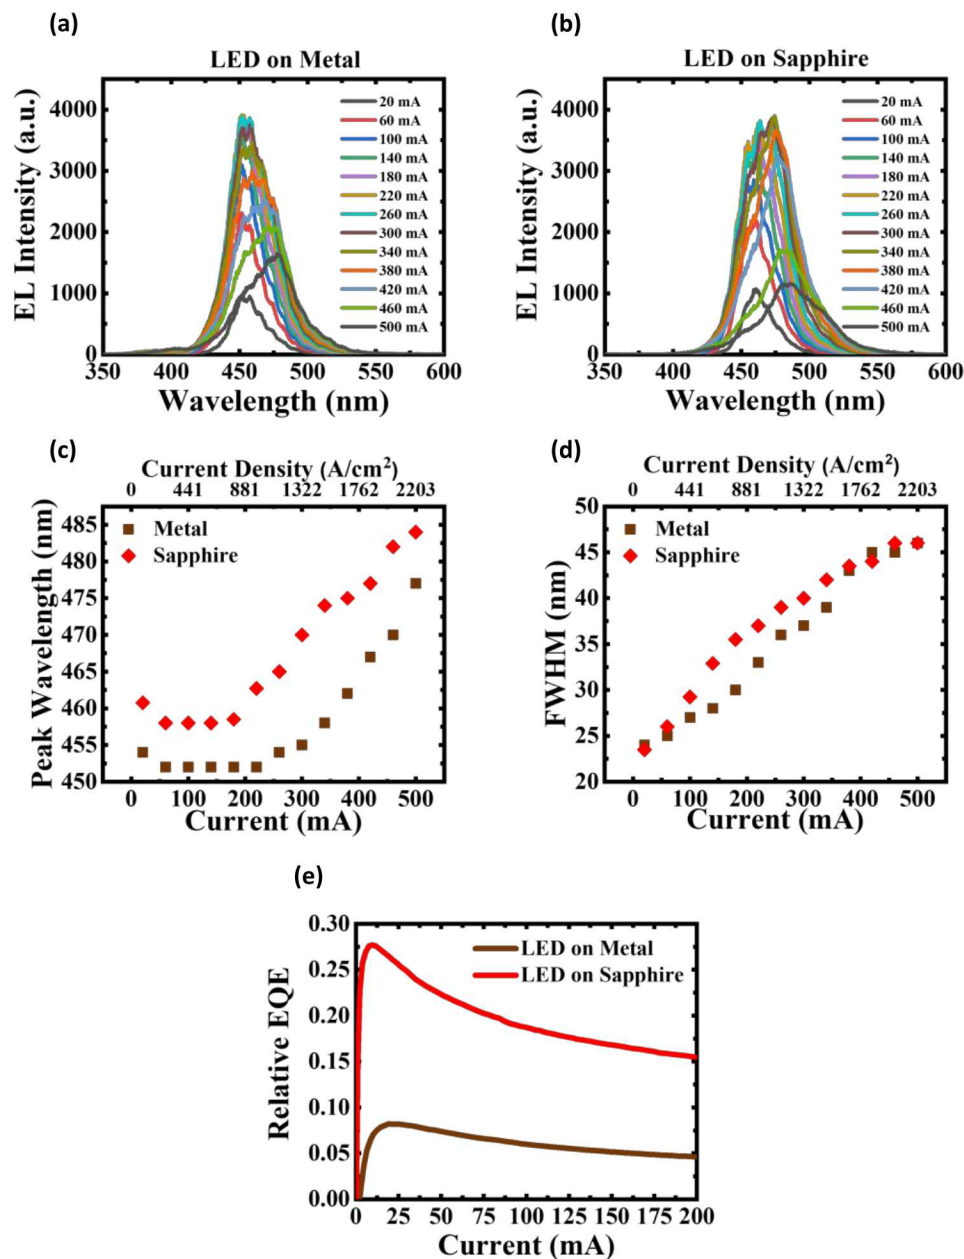 (a)
LED on Metal
EL Intensity (a.u.)
4000
3000
2000
1000
0
20 mA
60 mA
100 mA
140 mA
180 mA
220 mA
260 mA
300 mA
340 mA
380 mA
420 mA
460 mA
500 mA
350 400 450 500 550 600
Wavelength (nm)
(b)
LED on Sapphire
EL Intensity (a.u.)
4000
3000
2000
1000
0
20 mA
60 mA
100 mA
140 mA
180 mA
220 mA
260 mA
300 mA
340 mA
380 mA
420 mA
460 mA
500 mA
350 400 450 500 550 600
Wavelength (nm)
(c)
Current Density (A/cm²)
0 441 881 1322 1762 2203
Peak Wavelength (nm)
485
480
475
470
465
460
455
450
Metal
Sapphire
0 100 200 300 400 500
Current (mA)
(d)
Current Density (A/cm²)
0 441 881 1322 1762 2203
FWHM (nm)
50
45
40
35
30
25
20
Metal
Sapphire
0 100 200 300 400 500
Current (mA)
(e)
Relative EQE
0.30
0.25
0.20
0.15
0.10
0.05
0.00
LED on Metal
LED on Sapphire
0 25 50 75 100 125 150 175 200
Current (mA)